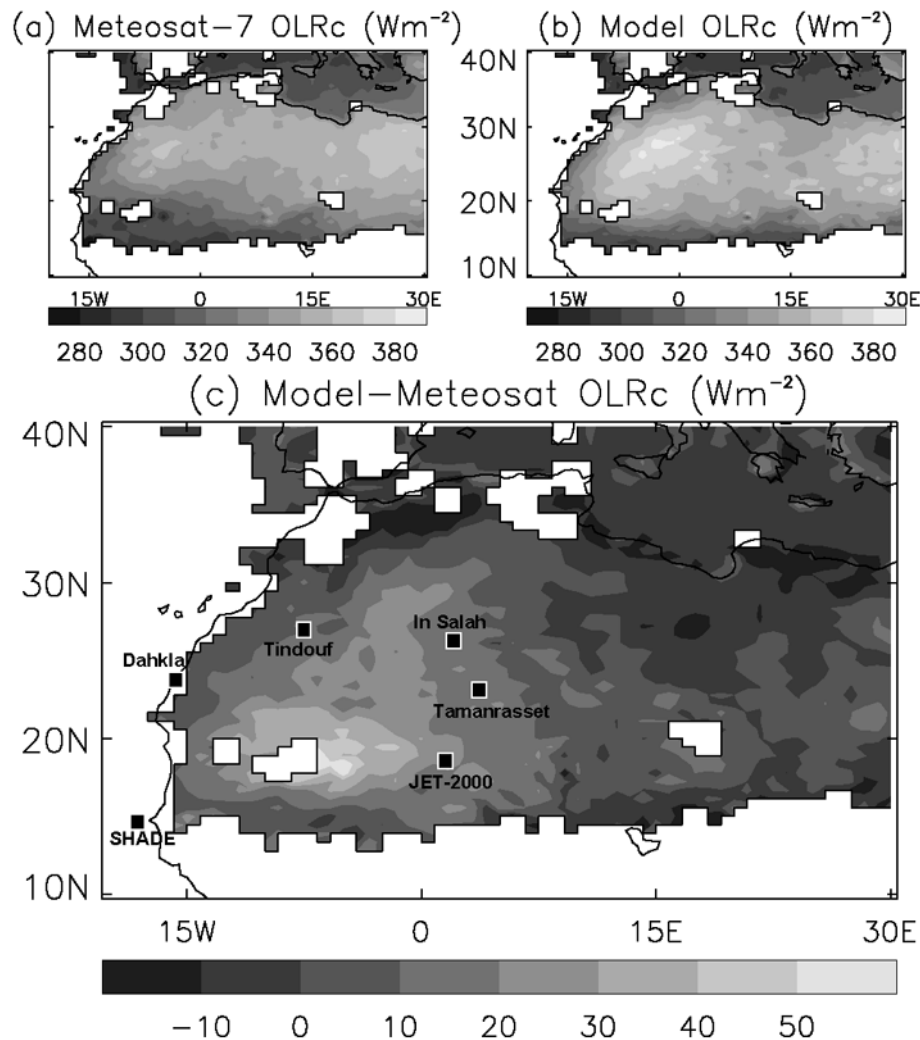 (a) Meteosat-7 OLRc (Wm⁻²)
(b) Model OLRc (Wm⁻²)
40N
30N
20N
10N
15W 0 15E 30E
15W 0 15E 30E
280 300 320 340 360 380
280 300 320 340 360 380
(c) Model-Meteosat OLRc (Wm⁻²)
40N
30N
20N
10N
In Salah
Tindouf
Dahkla
Tamanrasset
JET-2000
SHADE
15W 0 15E 30E
-10 0 10 20 30 40 50